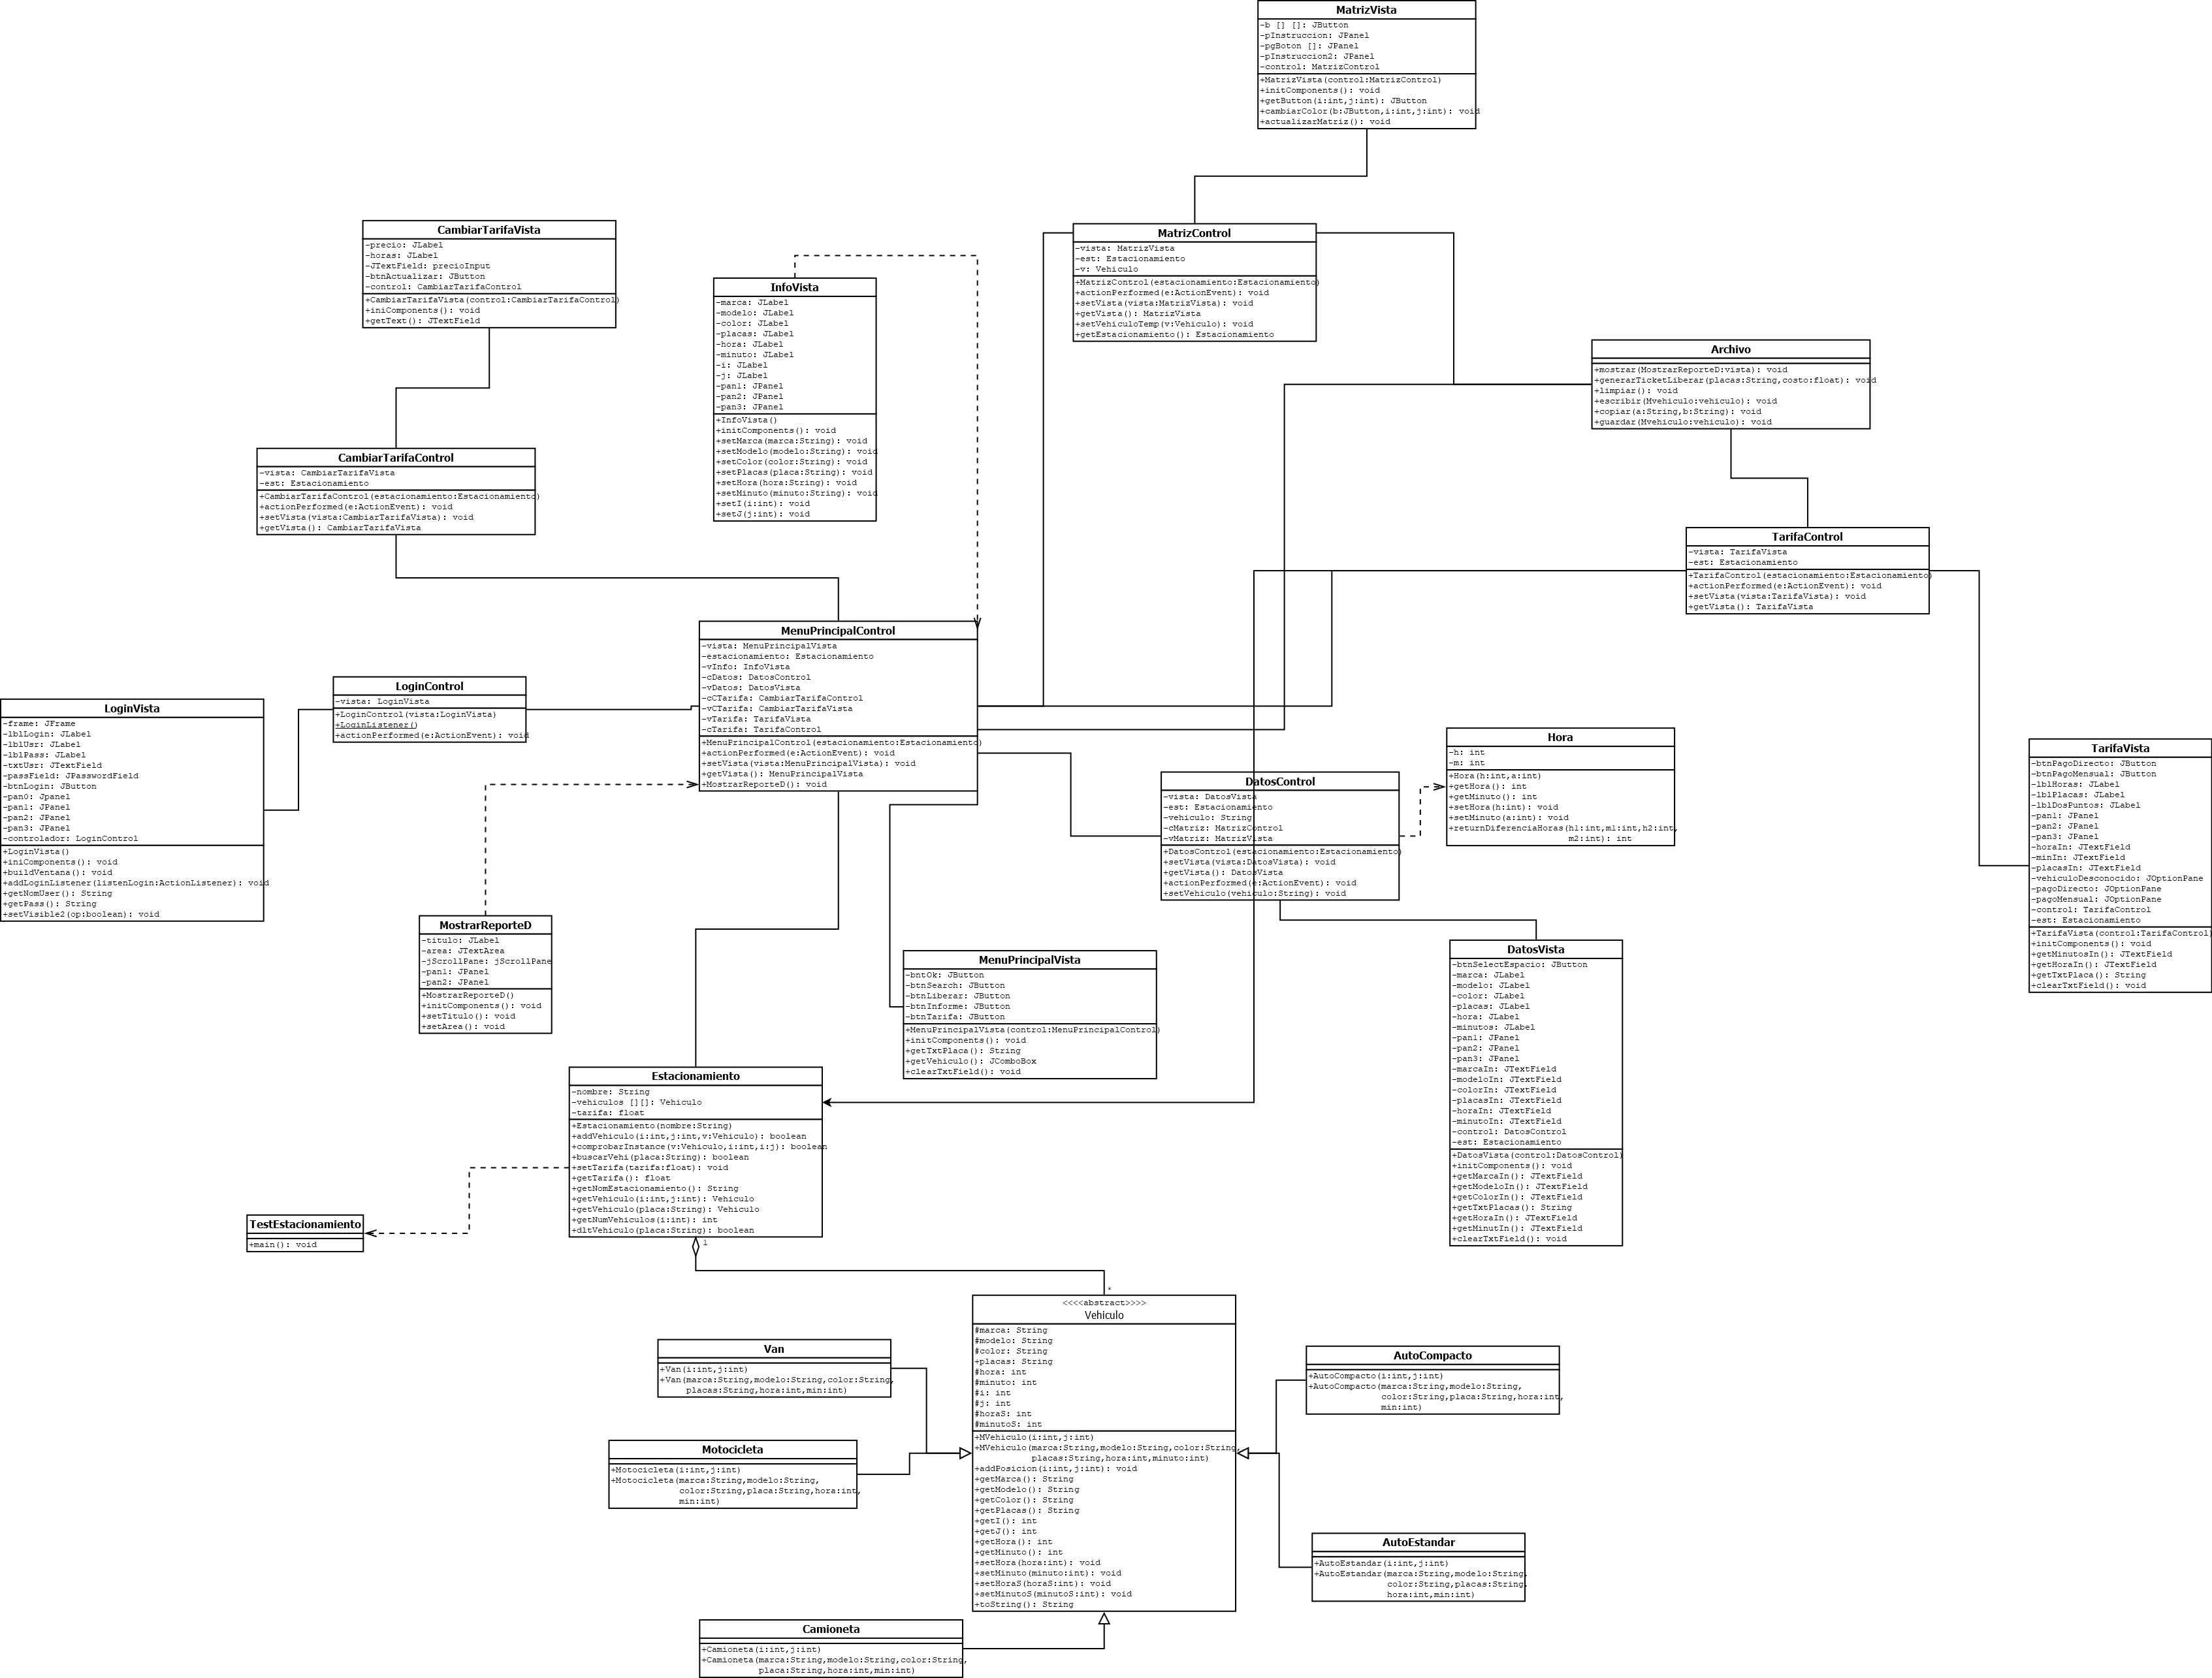 MatrizVista
-b [] []: JButton
-pInstruccion: JPanel
-pgBoton []: JPanel
-pInstruccion2: JPanel
-control: MatrizControl
+MatrizVista(control:MatrizControl)
+initComponents(): void
+getButton(i:int,j:int): JButton
+cambiarColor(b:JButton,i:int,j:int): void
+actualizarMatriz(): void
CambiarTarifaVista
-precio: JLabel
-horas: JLabel
-JTextField: precioInput
-btnActualizar: JButton
-control: CambiarTarifaControl
+CambiarTarifaVista(control:CambiarTarifaControl)
+iniComponents(): void
+getText(): JTextField
MatrizControl
-vista: MatrizVista
-est: Estacionamiento
-v: Vehiculo
+MatrizControl(estacionamiento:Estacionamiento)
+actionPerformed(e:ActionEvent): void
+setVista(vista:MatrizVista): void
+getVista(): MatrizVista
+setVehiculoTemp(v:Vehiculo): void
+getEstacionamiento(): Estacionamiento
InfoVista
-marca: JLabel
-modelo: JLabel
-color: JLabel
-placas: JLabel
-hora: JLabel
-minuto: JLabel
-i: JLabel
-j: JLabel
-pan1: JPanel
-pan2: JPanel
-pan3: JPanel
+InfoVista()
+initComponents(): void
+setMarca(marca:String): void
+setModelo(modelo:String): void
+setColor(color:String): void
+setPlacas(placa:String): void
+setHora(hora:String): void
+setMinuto(minuto:String): void
+setI(i:int): void
+setJ(j:int): void
Archivo
+mostrar(MostrarReporteD:vista): void
+generarTicketLiberar(placas:String,costo:float): void
+limpiar(): void
+escribir(Mvehiculo:vehiculo): void
+copiar(a:String,b:String): void
+guardar(Mvehiculo:vehiculo): void
CambiarTarifaControl
-vista: CambiarTarifaVista
-est: Estacionamiento
+CambiarTarifaControl(estacionamiento:Estacionamiento)
+actionPerformed(e:ActionEvent): void
+setVista(vista:CambiarTarifaVista): void
+getVista(): CambiarTarifaVista
TarifaControl
-vista: TarifaVista
-est: Estacionamiento
+TarifaControl(estacionamiento:Estacionamiento)
+actionPerformed(e:ActionEvent): void
+setVista(vista:TarifaVista): void
+getVista(): TarifaVista
MenuPrincipalControl
-vista: MenuPrincipalVista
-estacionamiento: Estacionamiento
-vInfo: InfoVista
-cDatos: DatosControl
-vDatos: DatosVista
-cCTarifa: CambiarTarifaControl
-vCTarifa: CambiarTarifaVista
-vTarifa: TarifaVista
-cTarifa: TarifaControl
+MenuPrincipalControl(estacionamiento:Estacionamiento)
+actionPerformed(e:ActionEvent): void
+setVista(vista:MenuPrincipalVista): void
+getVista(): MenuPrincipalVista
+MostrarReporteD(): void
LoginControl
-vista: LoginVista
+LoginControl(vista:LoginVista)
+LoginListener()
+actionPerformed(e:ActionEvent): void
LoginVista
-frame: JFrame
-lblLogin: JLabel
-lblUsr: JLabel
-lblPass: JLabel
-txtUsr: JTextField
-passField: JPasswordField
-btnLogin: JButton
-pan0: Jpanel
-pan1: JPanel
-pan2: JPanel
-pan3: JPanel
-controlador: LoginControl
+LoginVista()
+iniComponents(): void
+buildVentana(): void
+addLoginListener(listenLogin:ActionListener): void
+getNomUser(): String
+getPass(): String
+setVisible2(op:boolean): void
Hora
-h: int
-m: int
+Hora(h:int,a:int)
+getHora(): int
+getMinuto(): int
+setHora(h:int): void
+setMinuto(a:int): void
+returnDiferenciaHoras(h1:int,m1:int,h2:int,
m2:int): int
TarifaVista
-btnPagoDirecto: JButton
-btnPagoMensual: JButton
-lblHoras: JLabel
-lblPlacas: JLabel
-lblDosPuntos: JLabel
-pan1: JPanel
-pan2: JPanel
-pan3: JPanel
-horaIn: JTextField
-minIn: JTextField
-placasIn: JTextField
-vehiculoDesconocido: JOptionPane
-pagoDirecto: JOptionPane
-pagoMensual: JOptionPane
-control: TarifaControl
-est: Estacionamiento
+TarifaVista(control:TarifaControl)
+initComponents(): void
+getMinutosIn(): JTextField
+getHoraIn(): JTextField
+getTxtPlaca(): String
+clearTxtField(): void
DatosControl
-vista: DatosVista
-est: Estacionamiento
-vehiculo: String
-cMatriz: MatrizControl
-vMatriz: MatrizVista
+DatosControl(estacionamiento:Estacionamiento)
+setVista(vista:DatosVista): void
+getVista(): DatosVista
+actionPerformed(e:ActionEvent): void
+setVehiculo(vehiculo:String): void
MostrarReporteD
-titulo: JLabel
-area: JTextArea
-jScrollPane: jScrollPane
-pan1: JPanel
-pan2: JPanel
+MostrarReporteD()
+initComponents(): void
+setTitulo(): void
+setArea(): void
MenuPrincipalVista
-bntOk: JButton
-btnSearch: JButton
-btnLiberar: JButton
-btnInforme: JButton
-btnTarifa: JButton
+MenuPrincipalVista(control:MenuPrincipalControl)
+initComponents(): void
+getTxtPlaca(): String
+getVehiculo(): JComboBox
+clearTxtField(): void
DatosVista
-btnSelectEspacio: JButton
-marca: JLabel
-modelo: JLabel
-color: JLabel
-placas: JLabel
-hora: JLabel
-minutos: JLabel
-pan1: JPanel
-pan2: JPanel
-pan3: JPanel
-marcaIn: JTextField
-modeloIn: JTextField
-colorIn: JTextField
-placasIn: JTextField
-horaIn: JTextField
-minutoIn: JTextField
-control: DatosControl
-est: Estacionamiento
+DatosVista(control:DatosControl)
+initComponents(): void
+getMarcaIn(): JTextField
+getModeloIn(): JTextField
+getColorIn(): JTextField
+getTxtPlacas(): String
+getHoraIn(): JTextField
+getMinutIn(): JTextField
+clearTxtField(): void
Estacionamiento
-nombre: String
-vehiculos [][]: Vehiculo
-tarifa: float
+Estacionamiento(nombre:String)
+addVehiculo(i:int,j:int,v:Vehiculo): boolean
+comprobarInstance(v:Vehiculo,i:int,i:j): boolean
+buscarVehi(placa:String): boolean
+setTarifa(tarifa:float): void
+getTarifa(): float
+getNomEstacionamiento(): String
+getVehiculo(i:int,j:int): Vehiculo
+getVehiculo(placa:String): Vehiculo
+getNumVehiculos(i:int): int
+dltVehiculo(placa:String): boolean
TestEstacionamiento
+main(): void
1
*
<<<<abstract>>>>
Vehiculo
#marca: String
#modelo: String
#color: String
+placas: String
#hora: int
#minuto: int
#i: int
#j: int
#horaS: int
#minutoS: int
+MVehiculo(i:int,j:int)
+MVehiculo(marca:String,modelo:String,color:String,
placas:String,hora:int,minuto:int)
+addPosicion(i:int,j:int): void
+getMarca(): String
+getModelo(): String
+getColor(): String
+getPlacas(): String
+getI(): int
+getJ(): int
+getHora(): int
+getMinuto(): int
+setHora(hora:int): void
+setMinuto(minuto:int): void
+setHoraS(horaS:int): void
+setMinutoS(minutoS:int): void
+toString(): String
Van
+Van(i:int,j:int)
+Van(marca:String,modelo:String,color:String,
placas:String,hora:int,min:int)
AutoCompacto
+AutoCompacto(i:int,j:int)
+AutoCompacto(marca:String,modelo:String,
color:String,placa:String,hora:int,
min:int)
Motocicleta
+Motocicleta(i:int,j:int)
+Motocicleta(marca:String,modelo:String,
color:String,placa:String,hora:int,
min:int)
AutoEstandar
+AutoEstandar(i:int,j:int)
+AutoEstandar(marca:String,modelo:String,
color:String,placas:String,
hora:int,min:int)
Camioneta
+Camioneta(i:int,j:int)
+Camioneta(marca:String,modelo:String,color:String,
placa:String,hora:int,min:int)